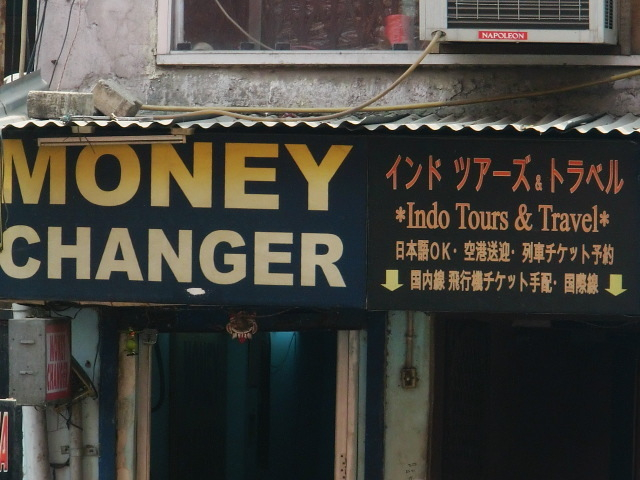 NAPOLEON
MONEY
CHANGER
インド ツアーズ&トラベル
*Indo Tours & Travel*
日本語OK・空港送迎・列車チケット予約
国内線 飛行機チケット手配・国際線